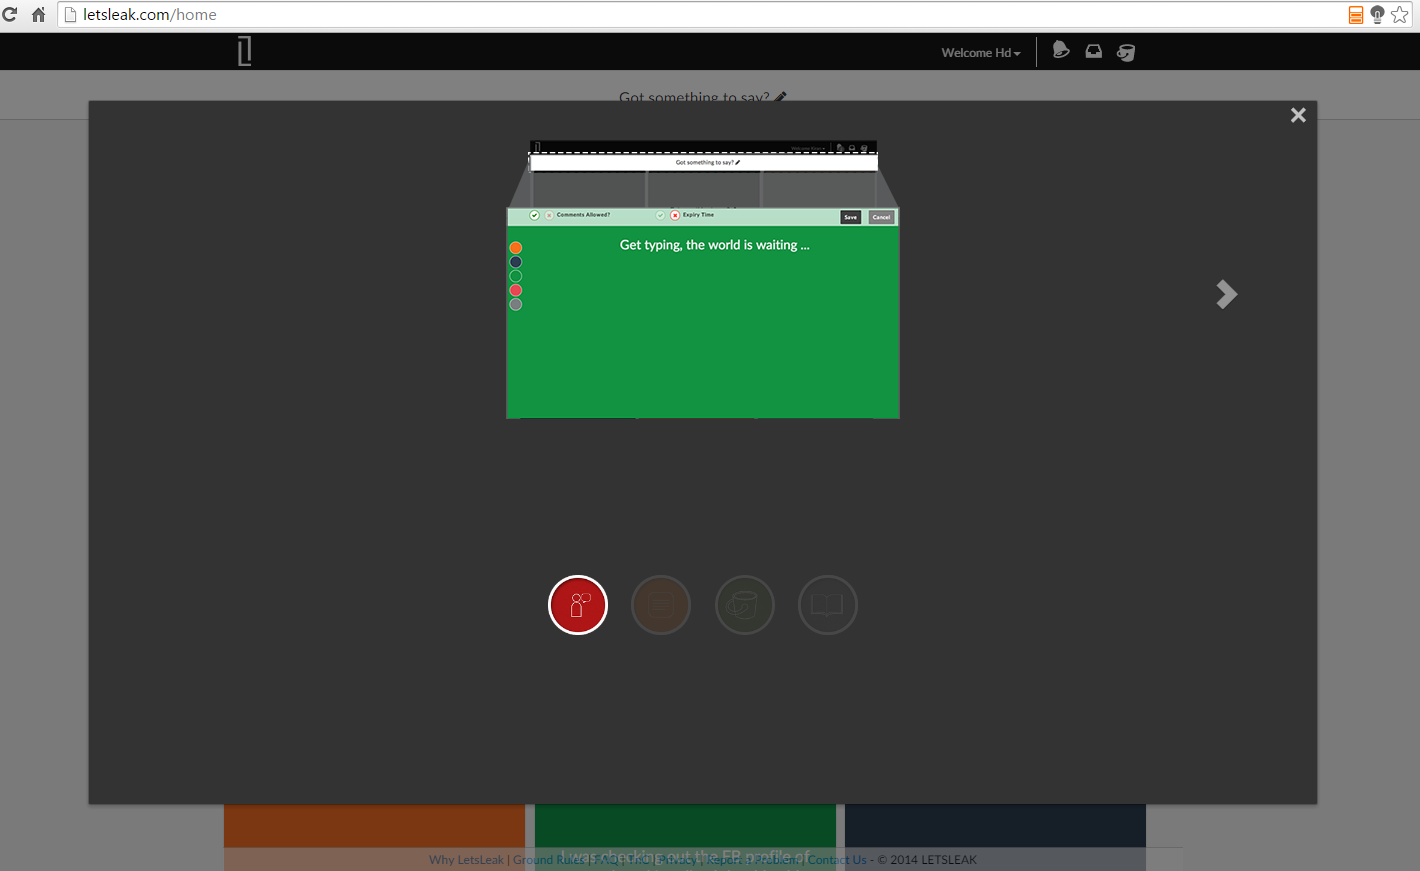 letsleak.com/home
Welcome Hd
Got something to say?
Got something to say?
Comments Allowed?
Expiry Time
Save
Cancel
Get typing, the world is waiting ...
I was checking out the FB profile of
Why LetsLeak | Ground Rules | FAQ | T&C | Privacy | Report a Problem | Contact Us - © 2014 LETSLEAK